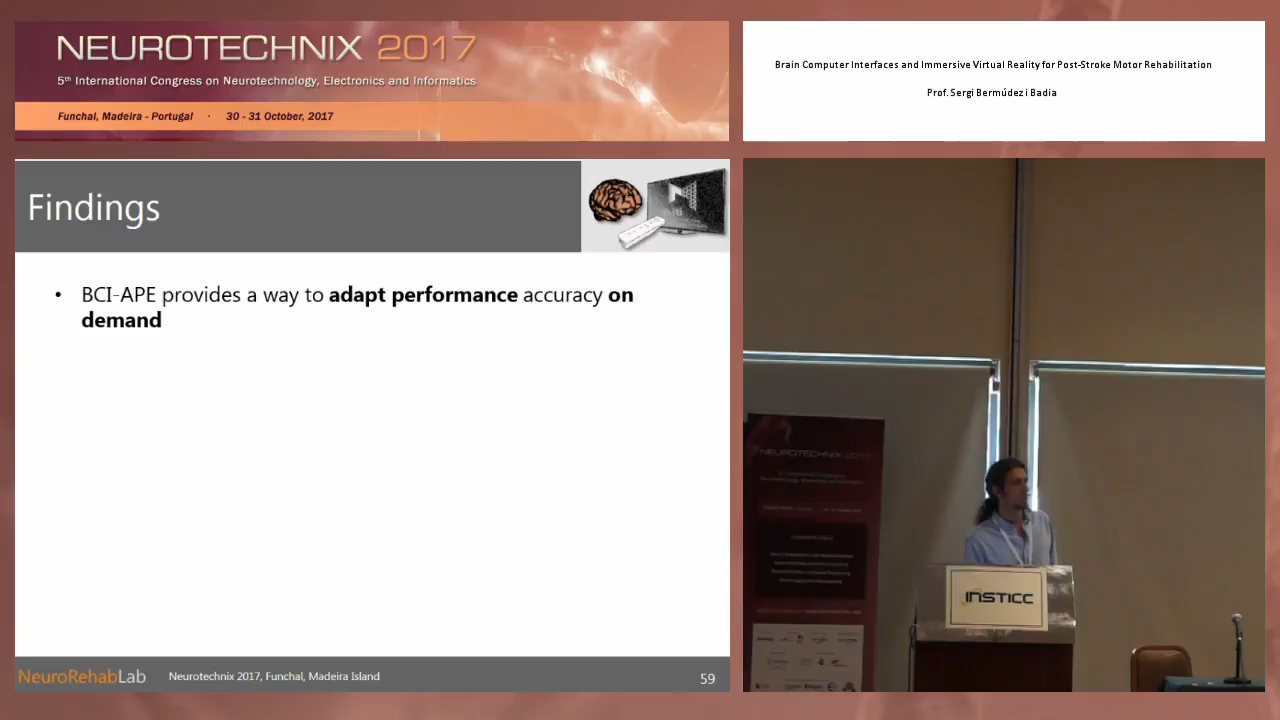 NEUROTECHNIX 2017
5th International Congress on Neurotechnology, Electronics and Informatics
Funchal, Madeira - Portugal · 30 - 31 October, 2017
Brain Computer Interfaces and Immersive Virtual Reality for Post-Stroke Motor Rehabilitation
Prof. Sergi Bermúdez i Badia
Findings
• BCI-APE provides a way to adapt performance accuracy on
demand
NeuroRehabLab
Neurotechnix 2017, Funchal, Madeira Island
59
NEUROTECHNIX 2017
INSTICC